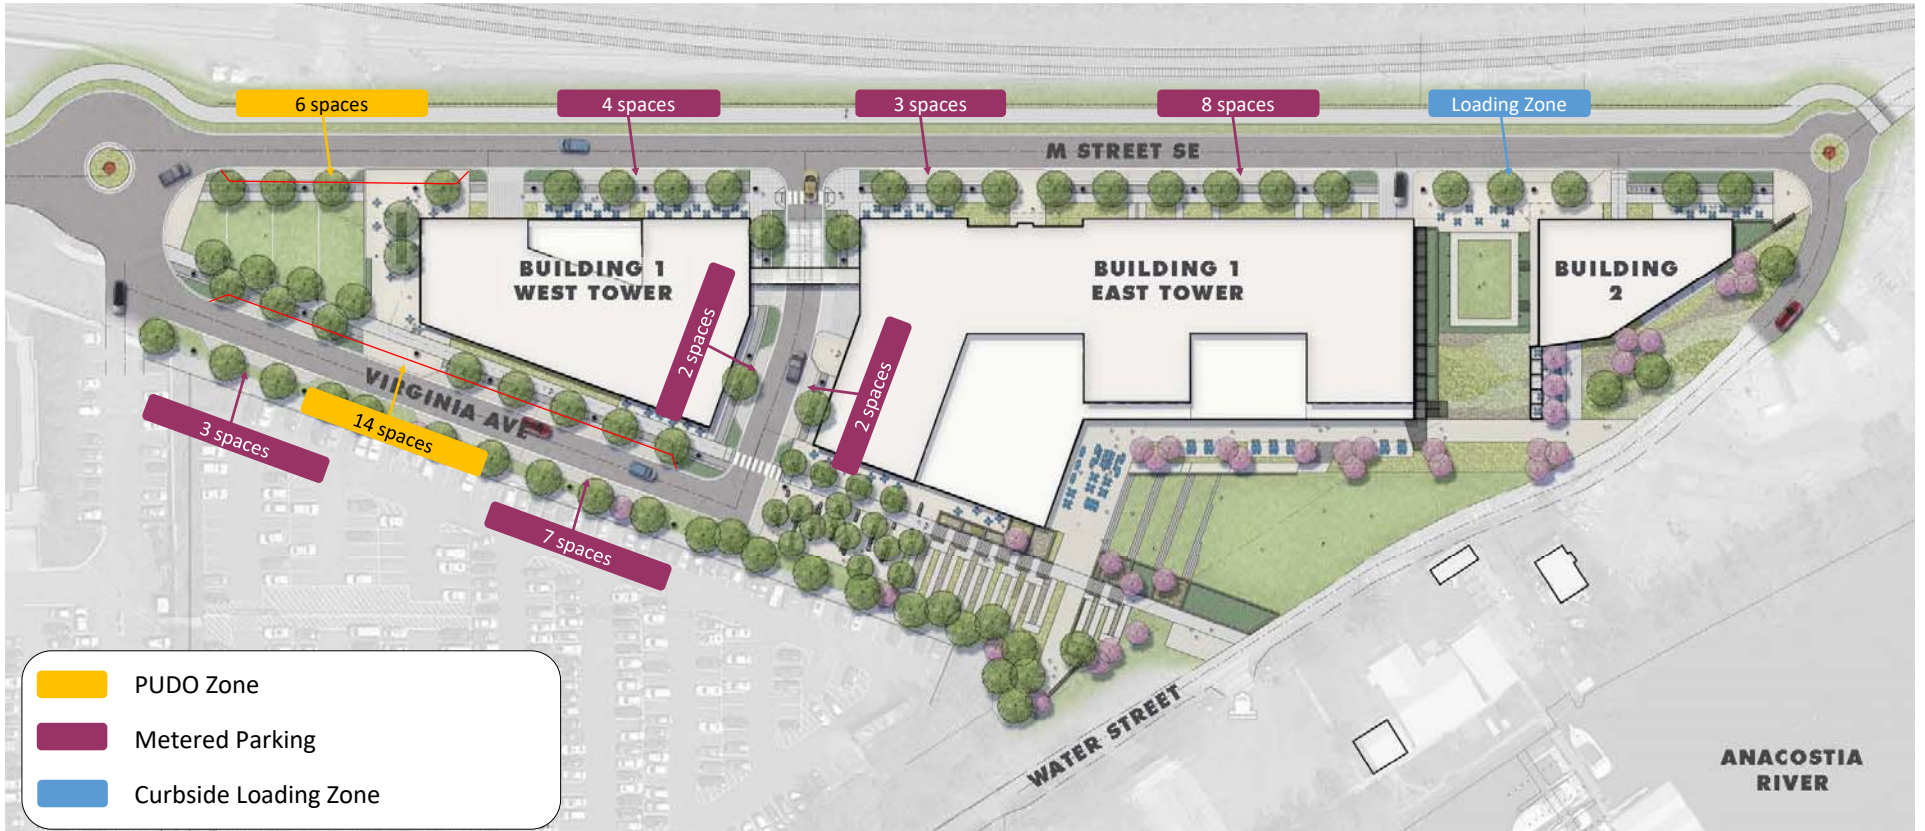 6 spaces
4 spaces
3 spaces
8 spaces
Loading Zone
M STREET SE
BUILDING 1
WEST TOWER
BUILDING 1
EAST TOWER
BUILDING
2
2 spaces
2 spaces
VIRGINIA AVE
3 spaces
14 spaces
7 spaces
PUDO Zone
Metered Parking
Curbside Loading Zone
WATER STREET
ANACOSTIA
RIVER